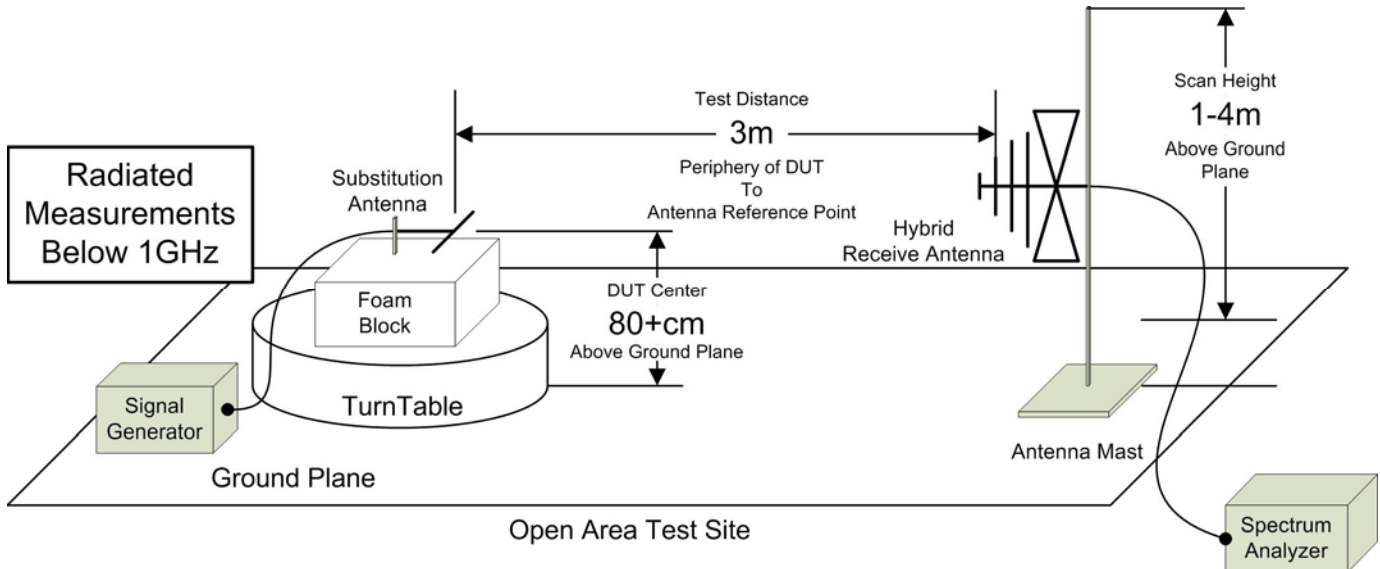 Radiated
Measurements
Below 1GHz
Substitution
Antenna
Test Distance
3m
Periphery of DUT
To
Antenna Reference Point
Scan Height
1-4m
Above Ground
Plane
Hybrid
Receive Antenna
Foam
Block
DUT Center
80+cm
Above Ground Plane
TurnTable
Signal
Generator
Ground Plane
Antenna Mast
Open Area Test Site
Spectrum
Analyzer